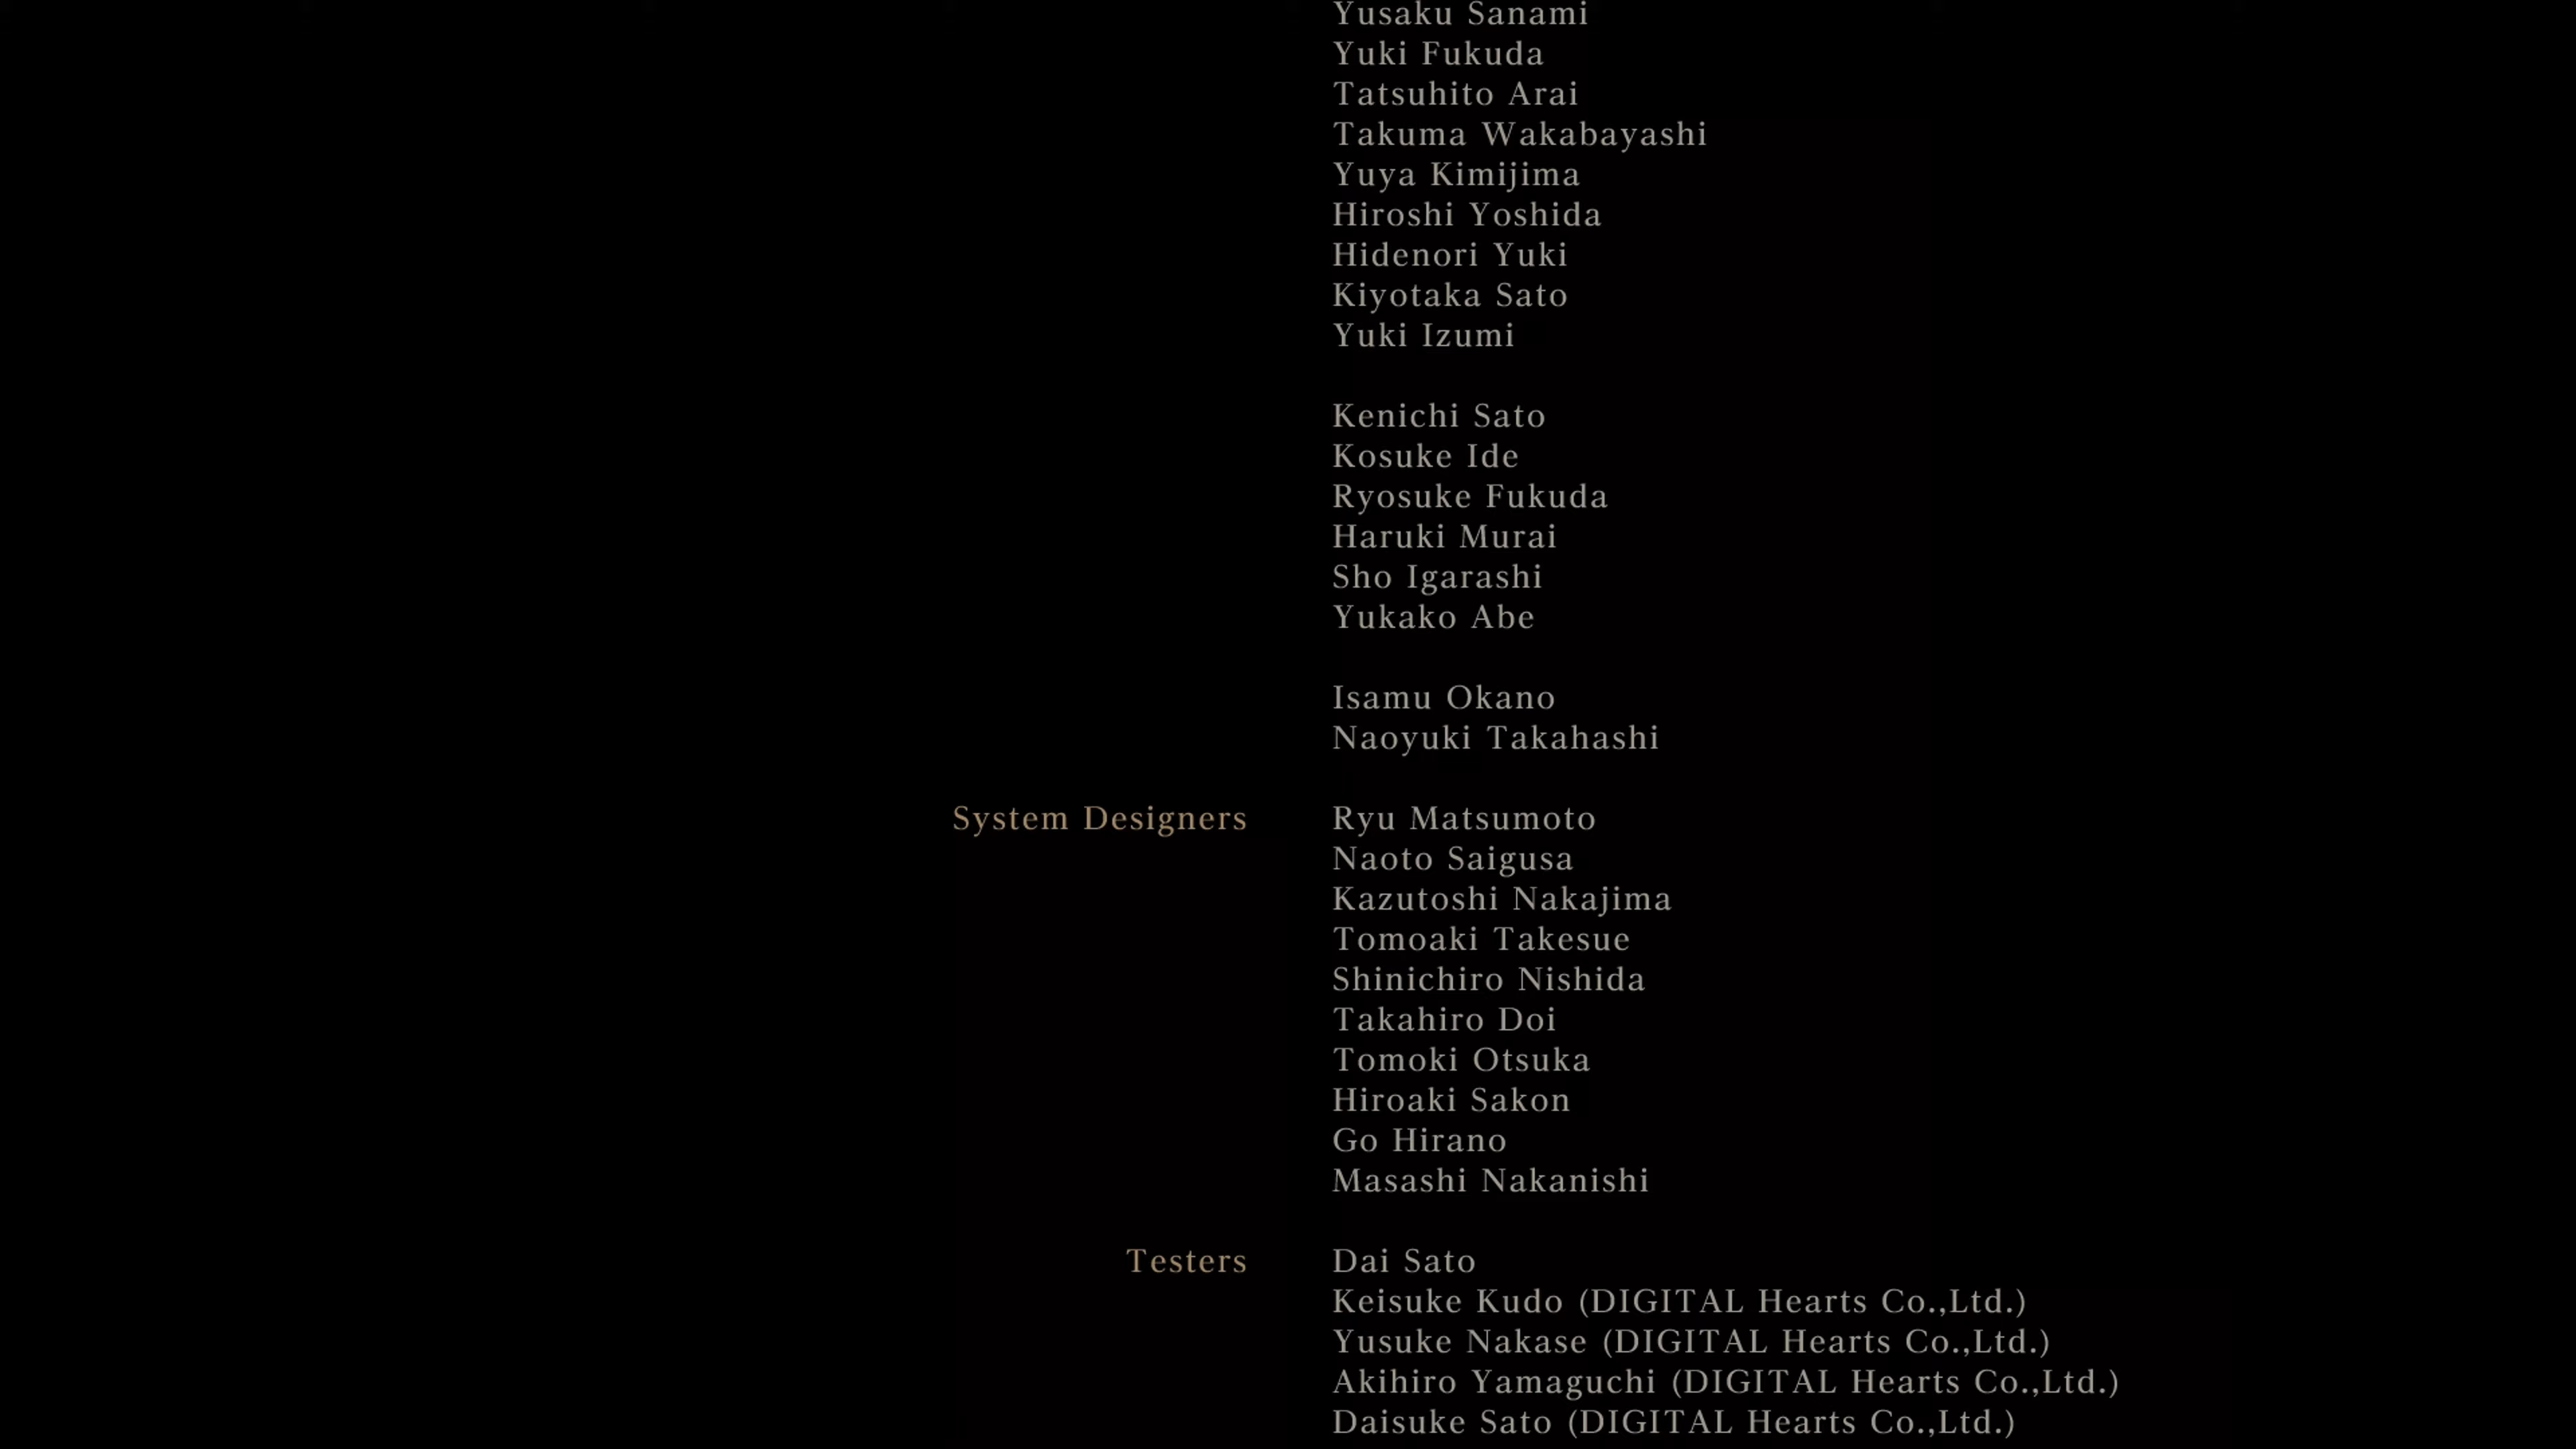 Yusaku Sanami
Yuki Fukuda
Tatsuhito Arai
Takuma Wakabayashi
Yuya Kimijima
Hiroshi Yoshida
Hidenori Yuki
Kiyotaka Sato
Yuki Izumi
Kenichi Sato
Kosuke Ide
Ryosuke Fukuda
Haruki Murai
Sho Igarashi
Yukako Abe
Isamu Okano
Naoyuki Takahashi
System Designers Ryu Matsumoto
Naoto Saigusa
Kazutoshi Nakajima
Tomoaki Takesue
Shinichiro Nishida
Takahiro Doi
Tomoki Otsuka
Hiroaki Sakon
Go Hirano
Masashi Nakanishi
Testers Dai Sato
Keisuke Kudo (DIGITAL Hearts Co.,Ltd.)
Yusuke Nakase (DIGITAL Hearts Co.,Ltd.)
Akihiro Yamaguchi (DIGITAL Hearts Co.,Ltd.)
Daisuke Sato (DIGITAL Hearts Co.,Ltd.)